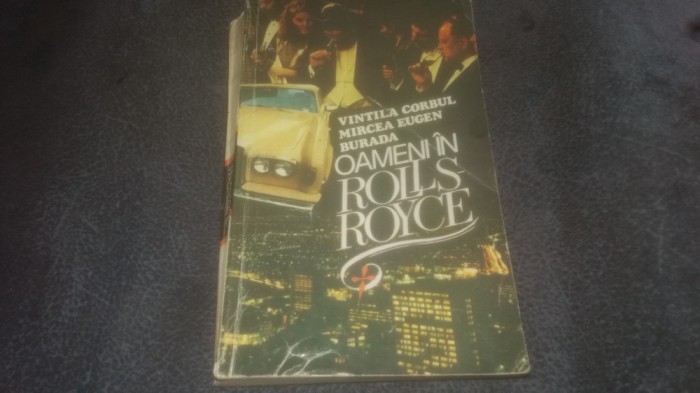 VINTILĂ CORBUL
MIRCEA EUGEN
BURADA
OAMENI ÎN
ROLLS-
ROYCE